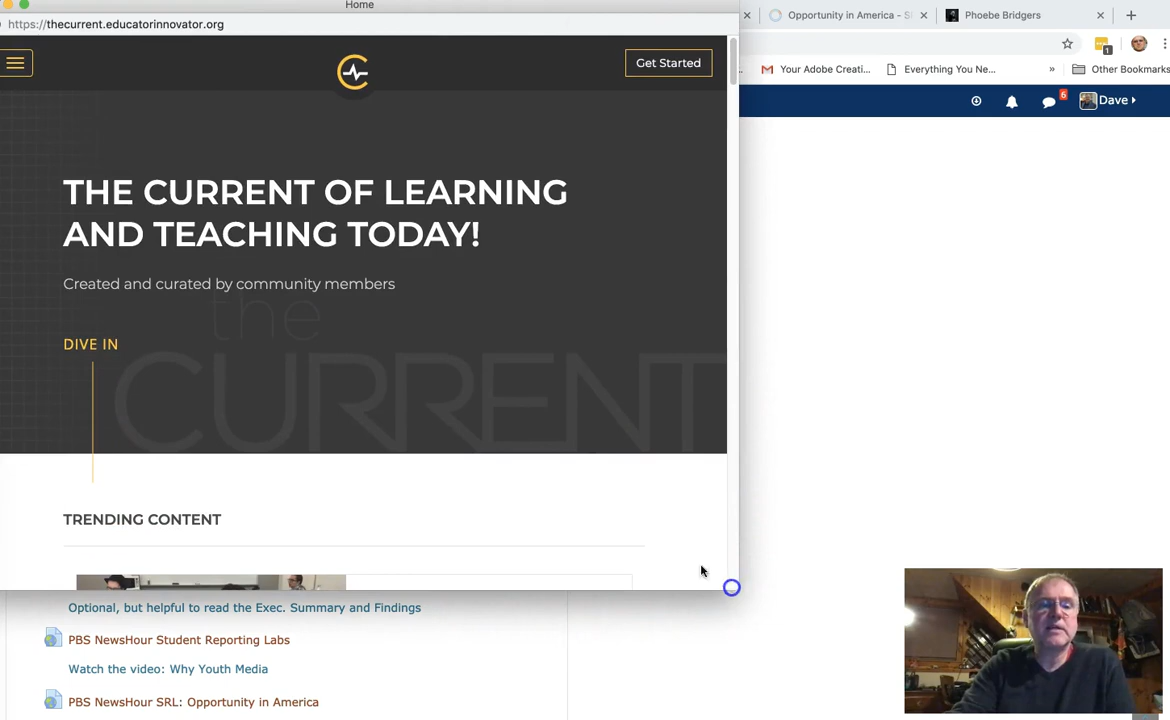 Home
https://thecurrent.educatorinnovator.org
Opportunity in America - S
Phoebe Bridgers
1
Your Adobe Creati...
Everything You Ne...
»
Other Bookmarks
Get Started
6
Dave
THE CURRENT OF LEARNING
AND TEACHING TODAY!
Created and curated by community members
the
CURRENT
DIVE IN
TRENDING CONTENT
Optional, but helpful to read the Exec. Summary and Findings
PBS NewsHour Student Reporting Labs
Watch the video: Why Youth Media
PBS NewsHour SRL: Opportunity in America